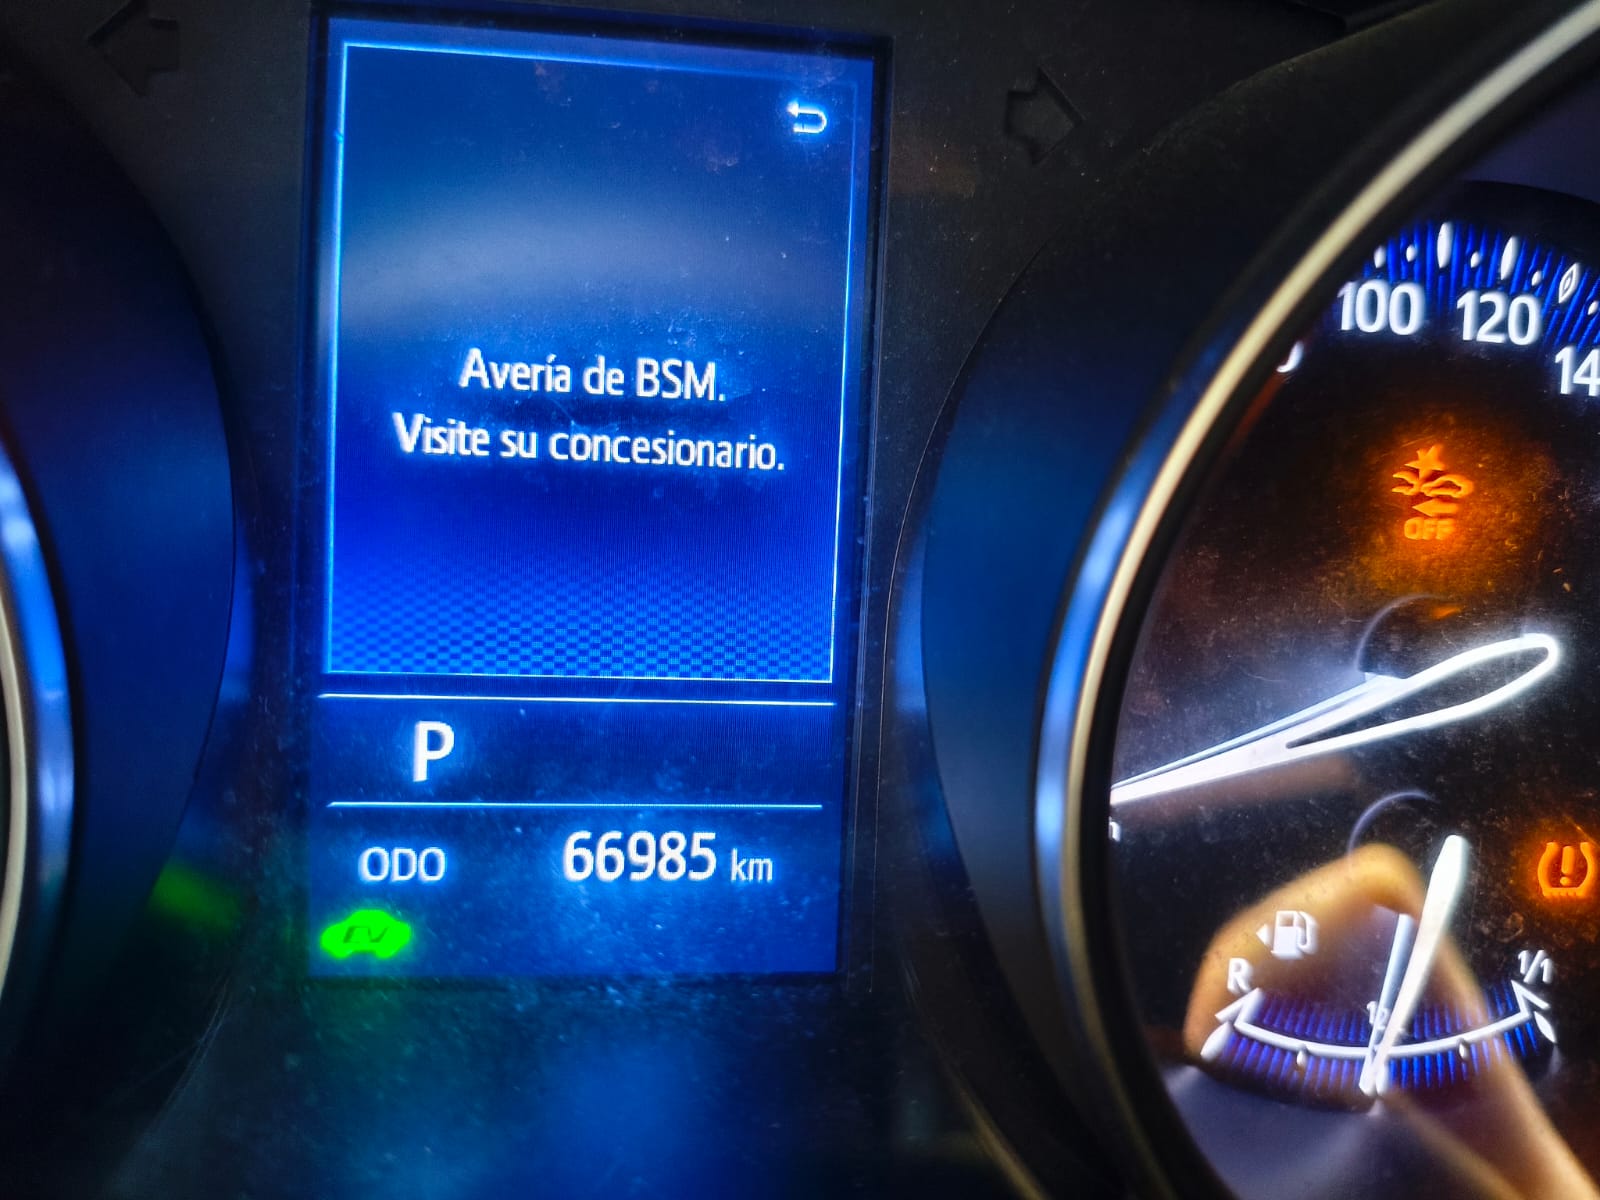 Avería de BSM.
Visite su concesionario.
P
ODO 66985 km
EV
100
120
OFF
R
1/1